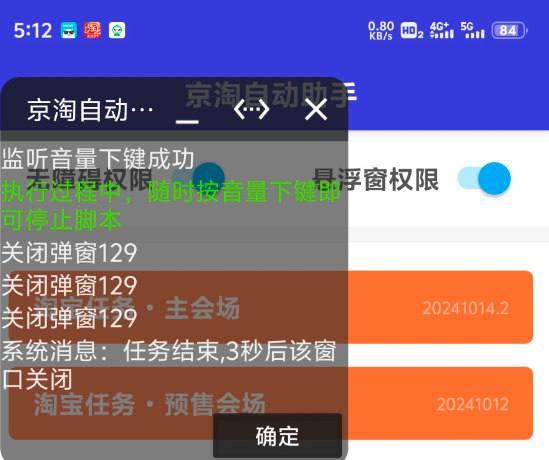 5:12
0.80 KB/s HD2 4G+ 5G 84
京淘自动助手
京淘自动…
无障碍权限
悬浮窗权限
监听音量下键成功
执行过程中，随时按音量下键即
可停止脚本
关闭弹窗129
关闭弹窗129
关闭弹窗129
淘宝任务·主会场
20241014.2
系统消息：任务结束,3秒后该窗
口关闭
淘宝任务·预售会场
20241012
确定